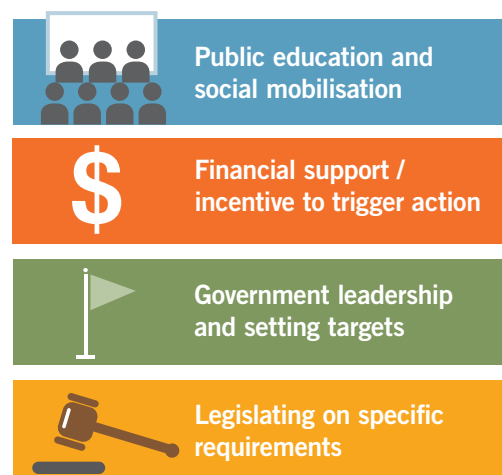 Public education and
social mobilisation
$
Financial support /
incentive to trigger action
Government leadership
and setting targets
Legislating on specific
requirements